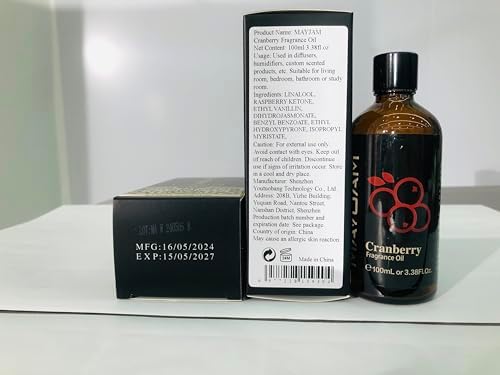 Product Name: MAYJAM
Cranberry Fragrance Oil
Net Content: 100ml 3.38fl.oz
Usage: Used in diffusers,
humidifiers, custom scented
products, etc. Suitable for living
room, bedroom, bathroom or study
room.
Ingredients: LINALOOL,
RASPBERRY KETONE,
ETHYL VANILLIN,
DIHYDROJASMONATE,
BENZYL BENZOATE, ETHYL
HYDROXYPYRONE, ISOPROPYL
MYRISTATE,
Caution: For external use only.
Avoid contact with eyes. Keep out
of reach of children. Discontinue
use if signs of irritation occur. Store
in a cool and dry place.
Manufacturer: Shenzhen
Youtuobang Technology Co., Ltd.
Address: 208B, Yizhe Building,
Yuquan Road, Nantou Street,
Nanshan District, Shenzhen
Production batch number and
expiration date: See package.
Country of origin: China
May cause an allergic skin reaction.
24M
Made in China
MFG:16/05/2024
EXP:15/05/2027
MAYJAM
Cranberry
Fragrance Oil
e 100mL or 3.38Fl.Oz.